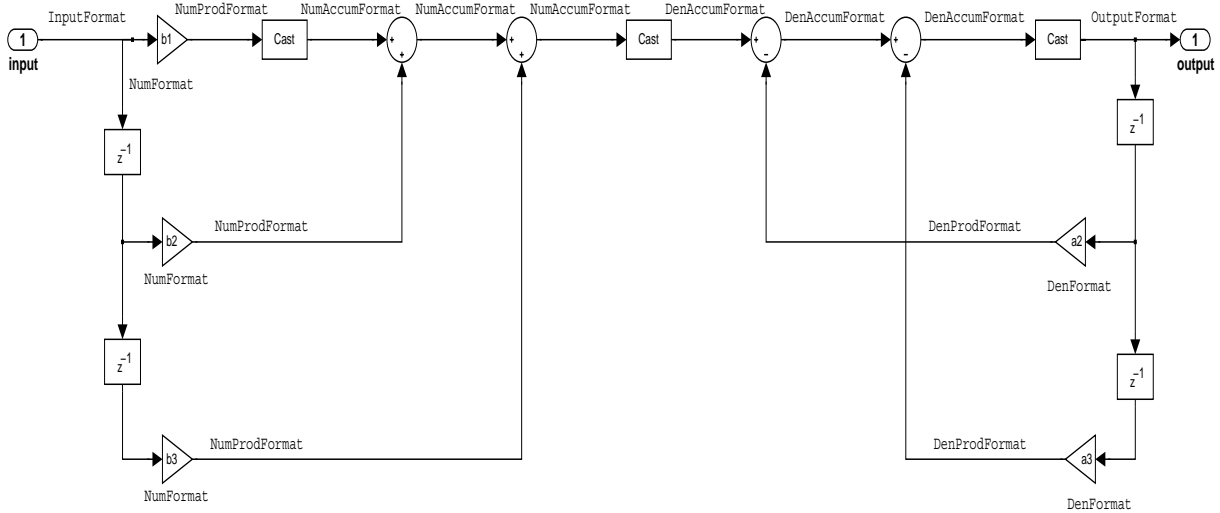 InputFormat
NumProdFormat
NumAccumFormat
NumAccumFormat
NumAccumFormat
DenAccumFormat
DenAccumFormat
DenAccumFormat
OutputFormat
1
b1
Cast
+
+
+
+
Cast
+
−
+
−
Cast
1
input
output
NumFormat
z−1
z−1
NumProdFormat
DenProdFormat
b2
a2
NumFormat
DenFormat
z−1
z−1
NumProdFormat
DenProdFormat
b3
a3
NumFormat
DenFormat